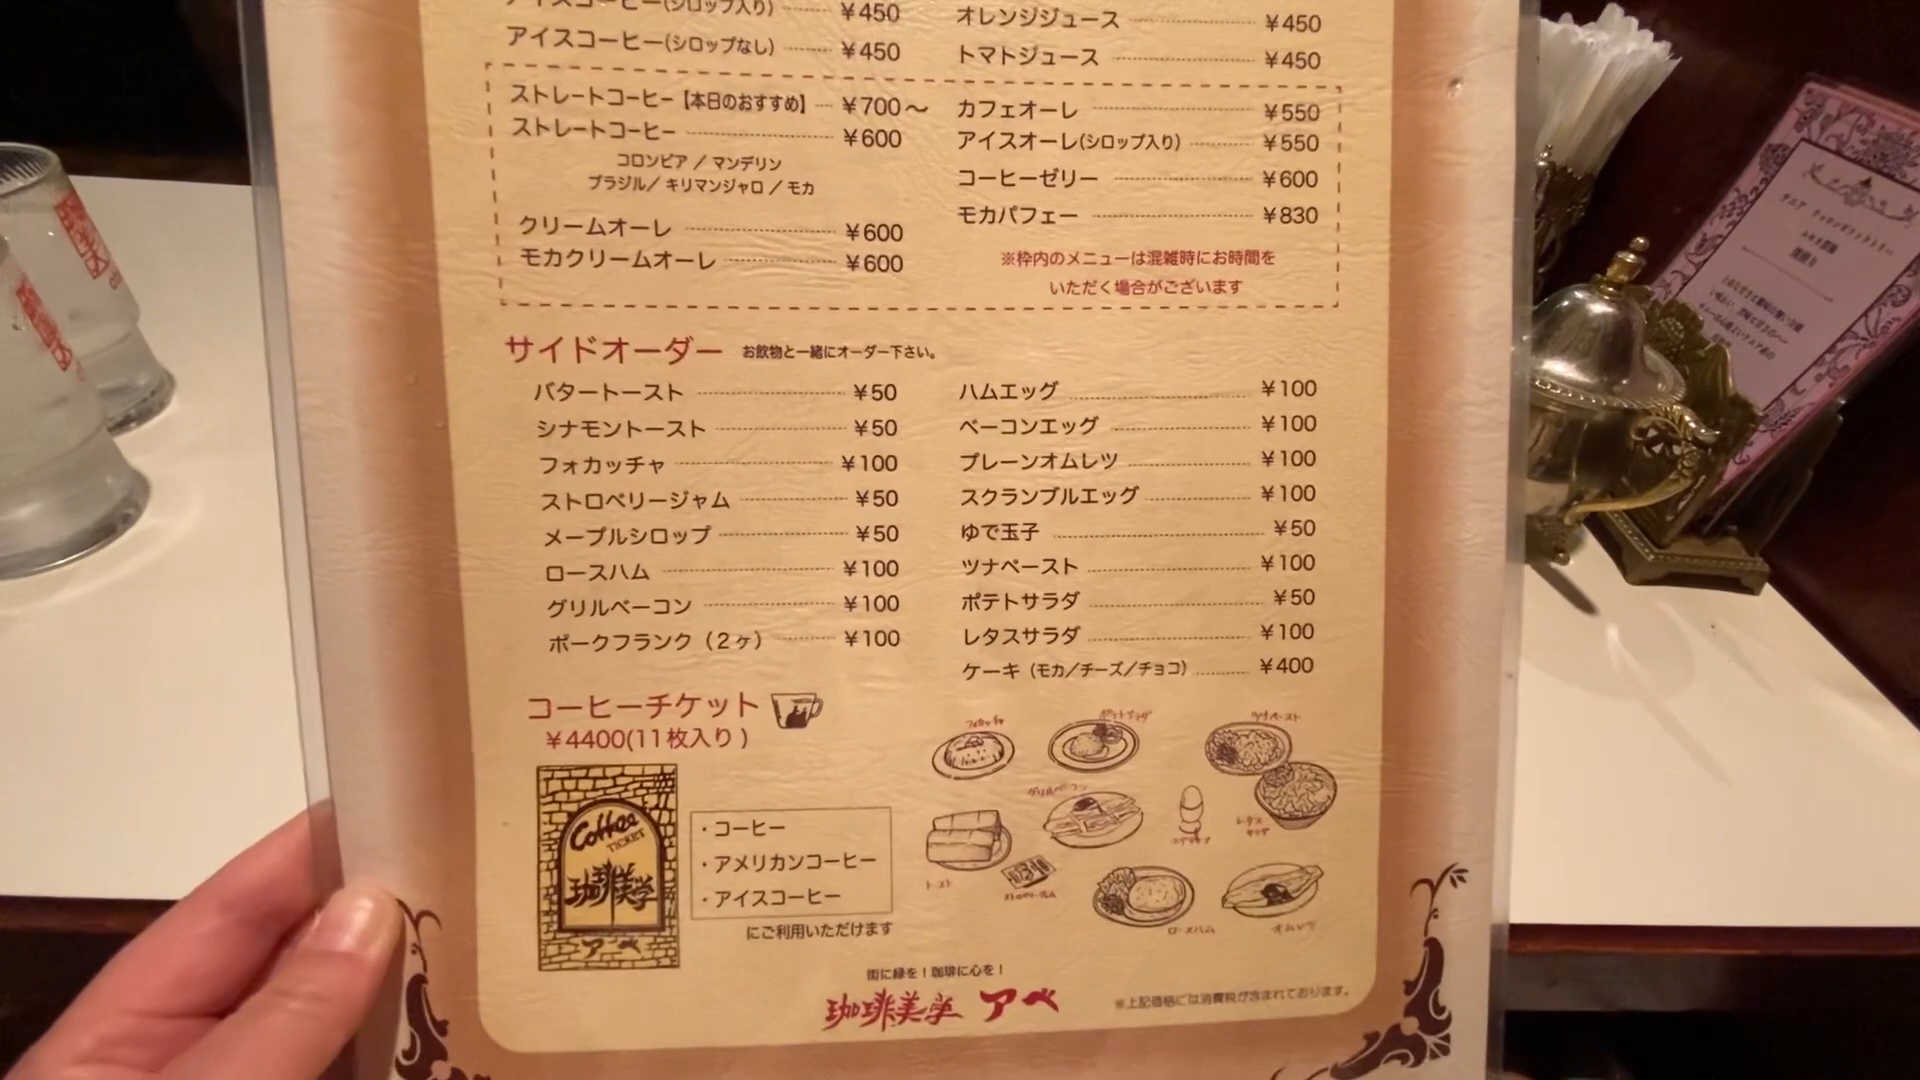 アイスコーヒー(シロップ入り) ¥450
アイスコーヒー(シロップなし) ¥450
オレンジジュース ¥450
トマトジュース ¥450
ストレートコーヒー【本日のおすすめ】 ¥700〜
ストレートコーヒー ¥600
コロンビア／マンデリン
ブラジル／キリマンジャロ／モカ
クリームオーレ ¥600
モカクリームオーレ ¥600
カフェオーレ ¥550
アイスオーレ(シロップ入り) ¥550
コーヒーゼリー ¥600
モカパフェー ¥830
※枠内のメニューは混雑時にお時間を
いただく場合がございます
サイドオーダー お飲物と一緒にオーダー下さい。
バタートースト ¥50
シナモントースト ¥50
フォカッチャ ¥100
ストロベリージャム ¥50
メープルシロップ ¥50
ロースハム ¥100
グリルベーコン ¥100
ポークフランク（2ヶ） ¥100
ハムエッグ ¥100
ベーコンエッグ ¥100
プレーンオムレツ ¥100
スクランブルエッグ ¥100
ゆで玉子 ¥50
ツナペースト ¥100
ポテトサラダ ¥50
レタスサラダ ¥100
ケーキ（モカ／チーズ／チョコ） ¥400
コーヒーチケット
¥4400(11枚入り)
Coffee
TICKET
珈琲美学
アベ
・コーヒー
・アメリカンコーヒー
・アイスコーヒー
にご利用いただけます
フォカッチャ
ポテトサラダ
ツナペースト
グリルベーコン
レタス
サラダ
トースト
ロースハム
オムレツ
街に緑を！珈琲に心を！
珈琲美学 アベ
※上記価格には消費税が含まれております。